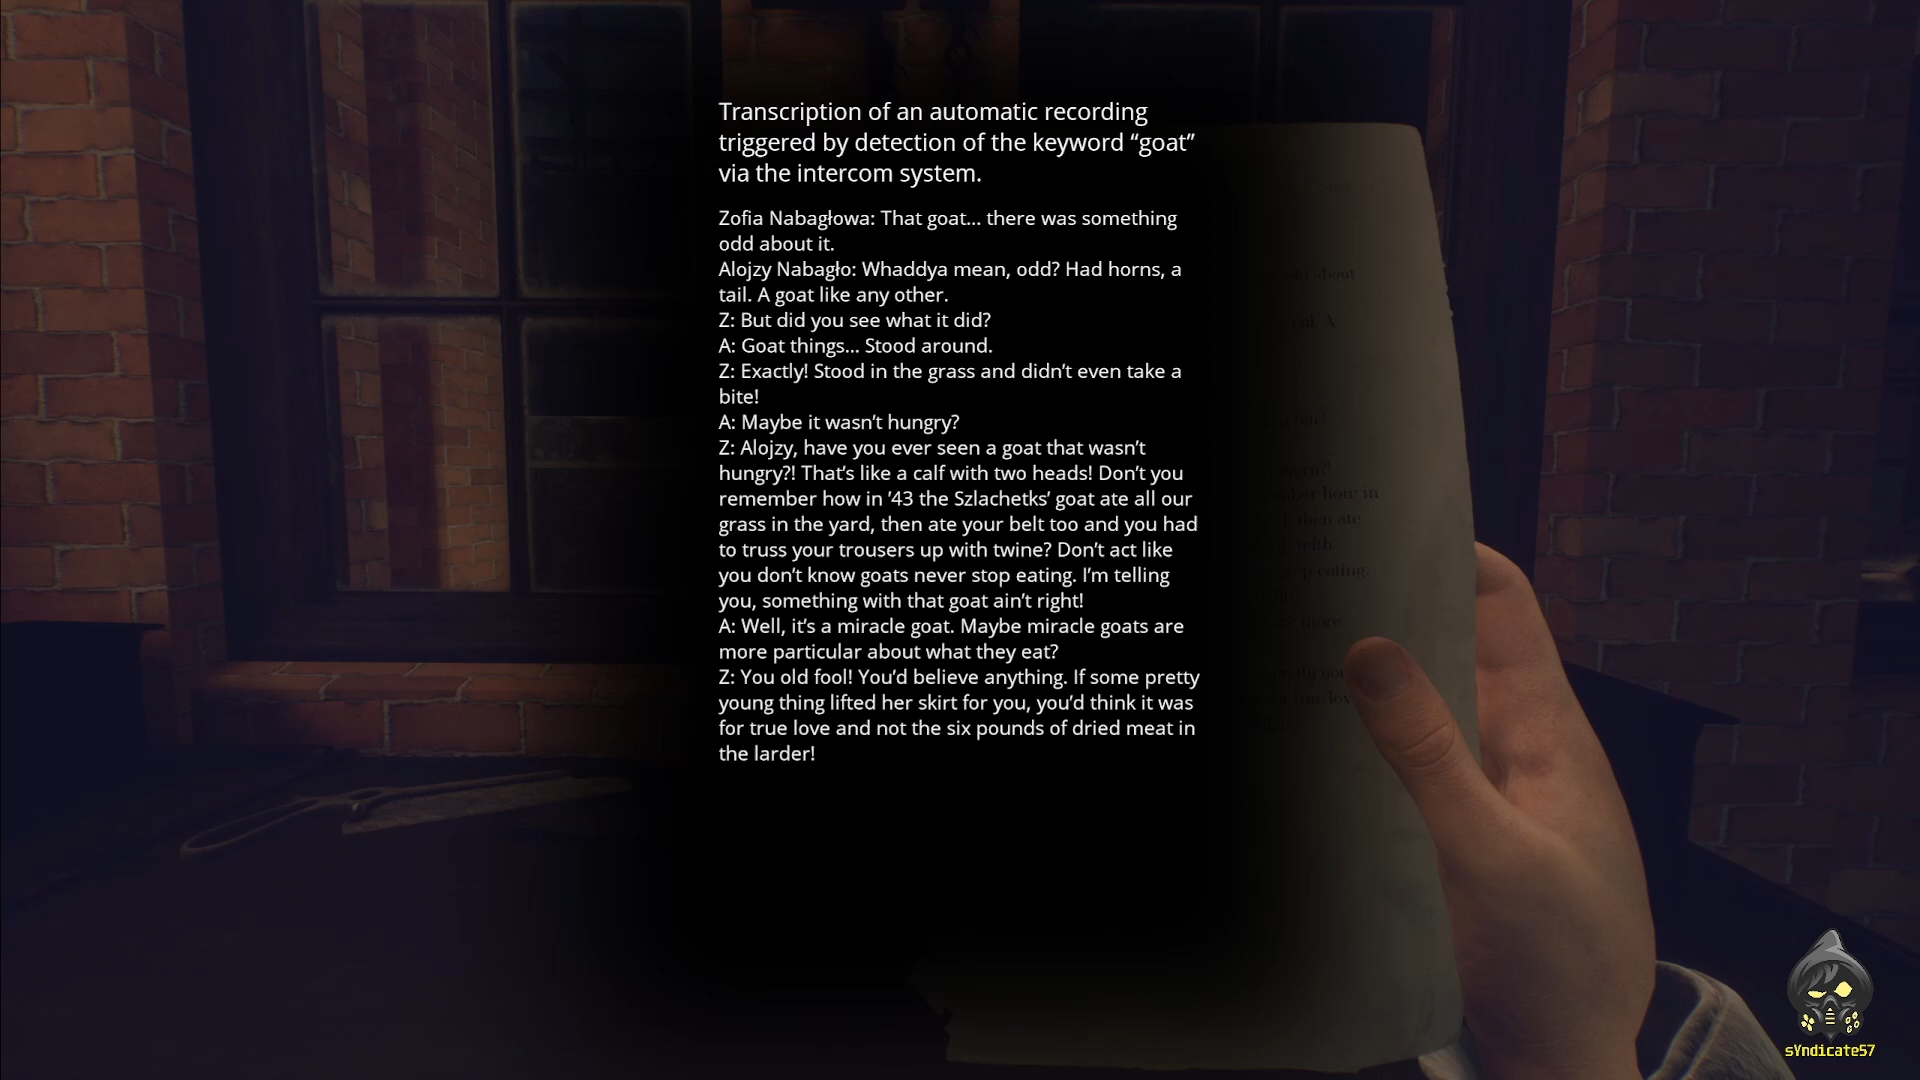 Transcription of an automatic recording
triggered by detection of the keyword “goat”
via the intercom system.
Zofia Nabagłowa: That goat... there was something
odd about it.
Alojzy Nabagło: Whaddya mean, odd? Had horns, a
tail. A goat like any other.
Z: But did you see what it did?
A: Goat things... Stood around.
Z: Exactly! Stood in the grass and didn’t even take a
bite!
A: Maybe it wasn’t hungry?
Z: Alojzy, have you ever seen a goat that wasn’t
hungry?! That’s like a calf with two heads! Don’t you
remember how in ’43 the Szlachetks’ goat ate all our
grass in the yard, then ate your belt too and you had
to truss your trousers up with twine? Don’t act like
you don’t know goats never stop eating. I’m telling
you, something with that goat ain’t right!
A: Well, it’s a miracle goat. Maybe miracle goats are
more particular about what they eat?
Z: You old fool! You’d believe anything. If some pretty
young thing lifted her skirt for you, you’d think it was
for true love and not the six pounds of dried meat in
the larder!
about
how in
then ate
with
eating.
more
sYndicate57